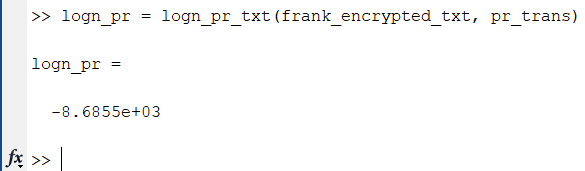 >> logn_pr = logn_pr_txt(frank_encrypted_txt, pr_trans)
logn_pr =
-8.6855e+03
fx >>